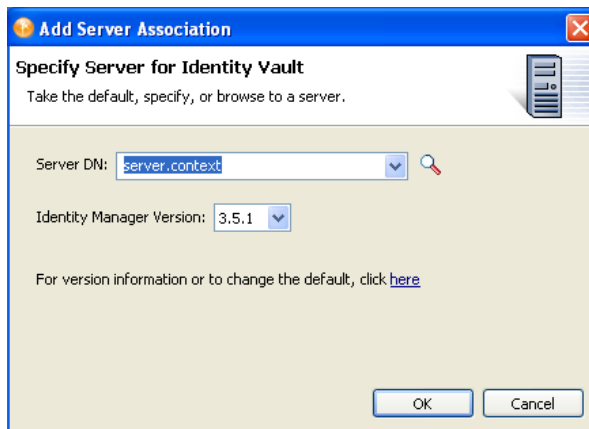 Add Server Association
Specify Server for Identity Vault
Take the default, specify, or browse to a server.
Server DN: server.context
Identity Manager Version: 3.5.1
For version information or to change the default, click here
OK Cancel